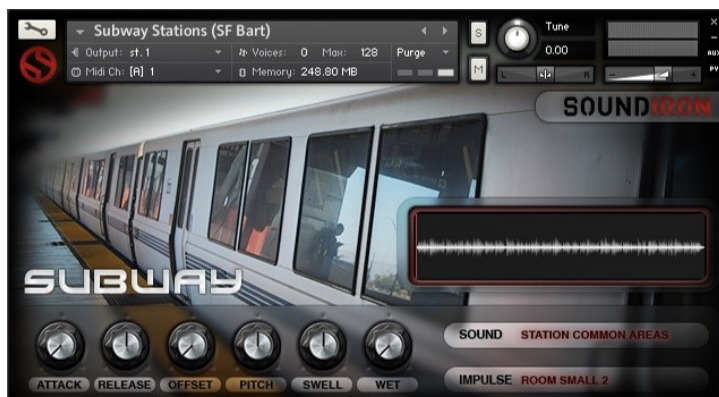 Subway Stations (SF Bart)
S
Tune
0.00
Output: st.1
Voices: 0 Max: 128 Purge
Midi Ch: [A] 1
Memory: 248.80 MB
M
L R
- +
AUX
PV
SOUNDIRON
SUBWAY
SOUND STATION COMMON AREAS
ATTACK RELEASE OFFSET PITCH SWELL WET
IMPULSE ROOM SMALL 2